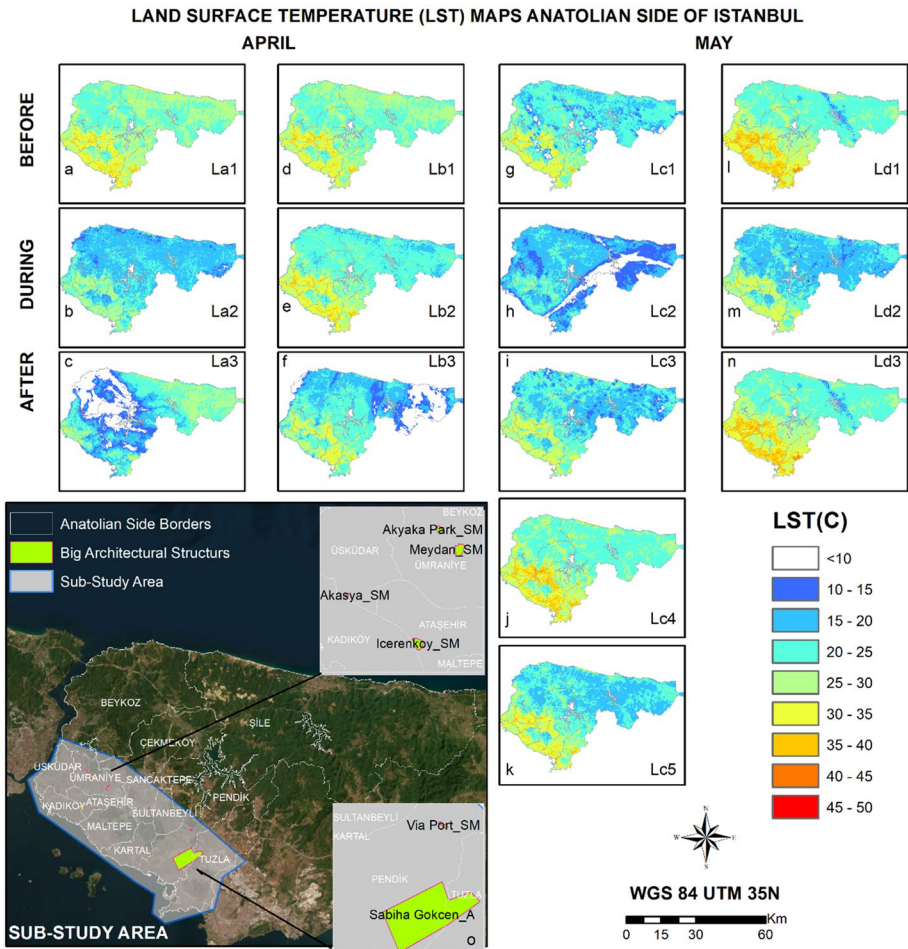 LAND SURFACE TEMPERATURE (LST) MAPS ANATOLIAN SIDE OF ISTANBUL
APRIL
MAY
BEFORE
a
La1
d
Lb1
g
Lc1
l
Ld1
DURING
b
La2
e
Lb2
h
Lc2
m
Ld2
AFTER
c
La3
f
Lb3
i
Lc3
n
Ld3
j
Lc4
k
Lc5
Anatolian Side Borders
Big Architectural Structurs
Sub-Study Area
BEYKOZ
Akyaka Park_SM
ÜSKÜDAR
Meydan_SM
ÜMRANİYE
Akasya_SM
ATAŞEHİR
KADIKÖY
Icerenkoy_SM
MALTEPE
BEYKOZ
ŞİLE
ÇEKMEKÖY
ÜSKÜDAR
ÜMRANİYE
SANCAKTEPE
PENDİK
KADIKÖY
ATAŞEHİR
SULTANBEYLİ
MALTEPE
KARTAL
TUZLA
SULTANBEYLİ
KARTAL
Via Port_SM
PENDİK
TUZLA
Sabiha Gokcen_A
o
SUB-STUDY AREA
LST(C)
<10
10 - 15
15 - 20
20 - 25
25 - 30
30 - 35
35 - 40
40 - 45
45 - 50
N
W
E
S
WGS 84 UTM 35N
0
15
30
60
Km